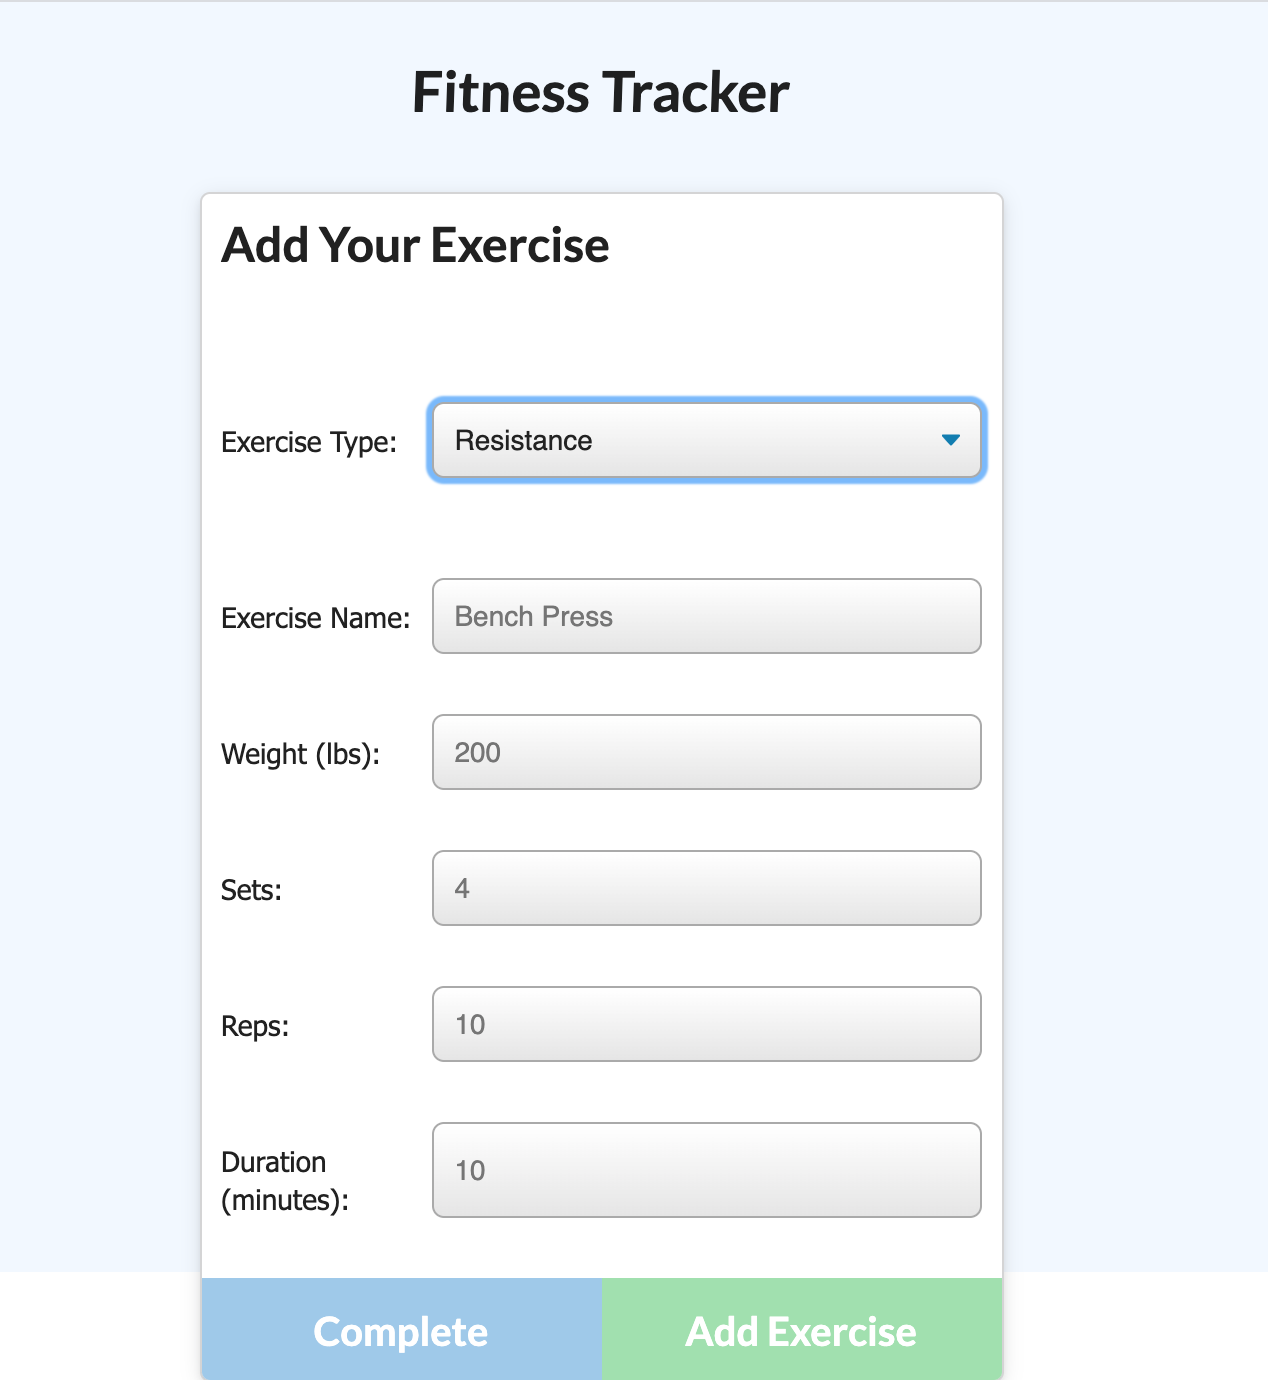 Fitness Tracker
Add Your Exercise
Exercise Type: Resistance
Exercise Name: Bench Press
Weight (lbs): 200
Sets: 4
Reps: 10
Duration
(minutes): 10
Complete Add Exercise